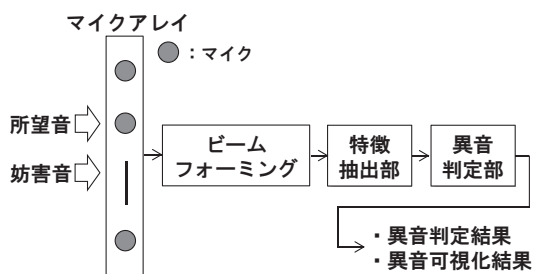 マイクアレイ
：マイク
所望音
妨害音
ビーム
フォーミング
特徴
抽出部
異音
判定部
・異音判定結果
・異音可視化結果